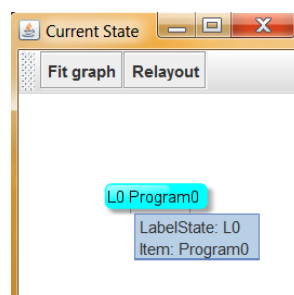 Current State
Fit graph Relayout
L0 Program0
LabelState: L0
Item: Program0